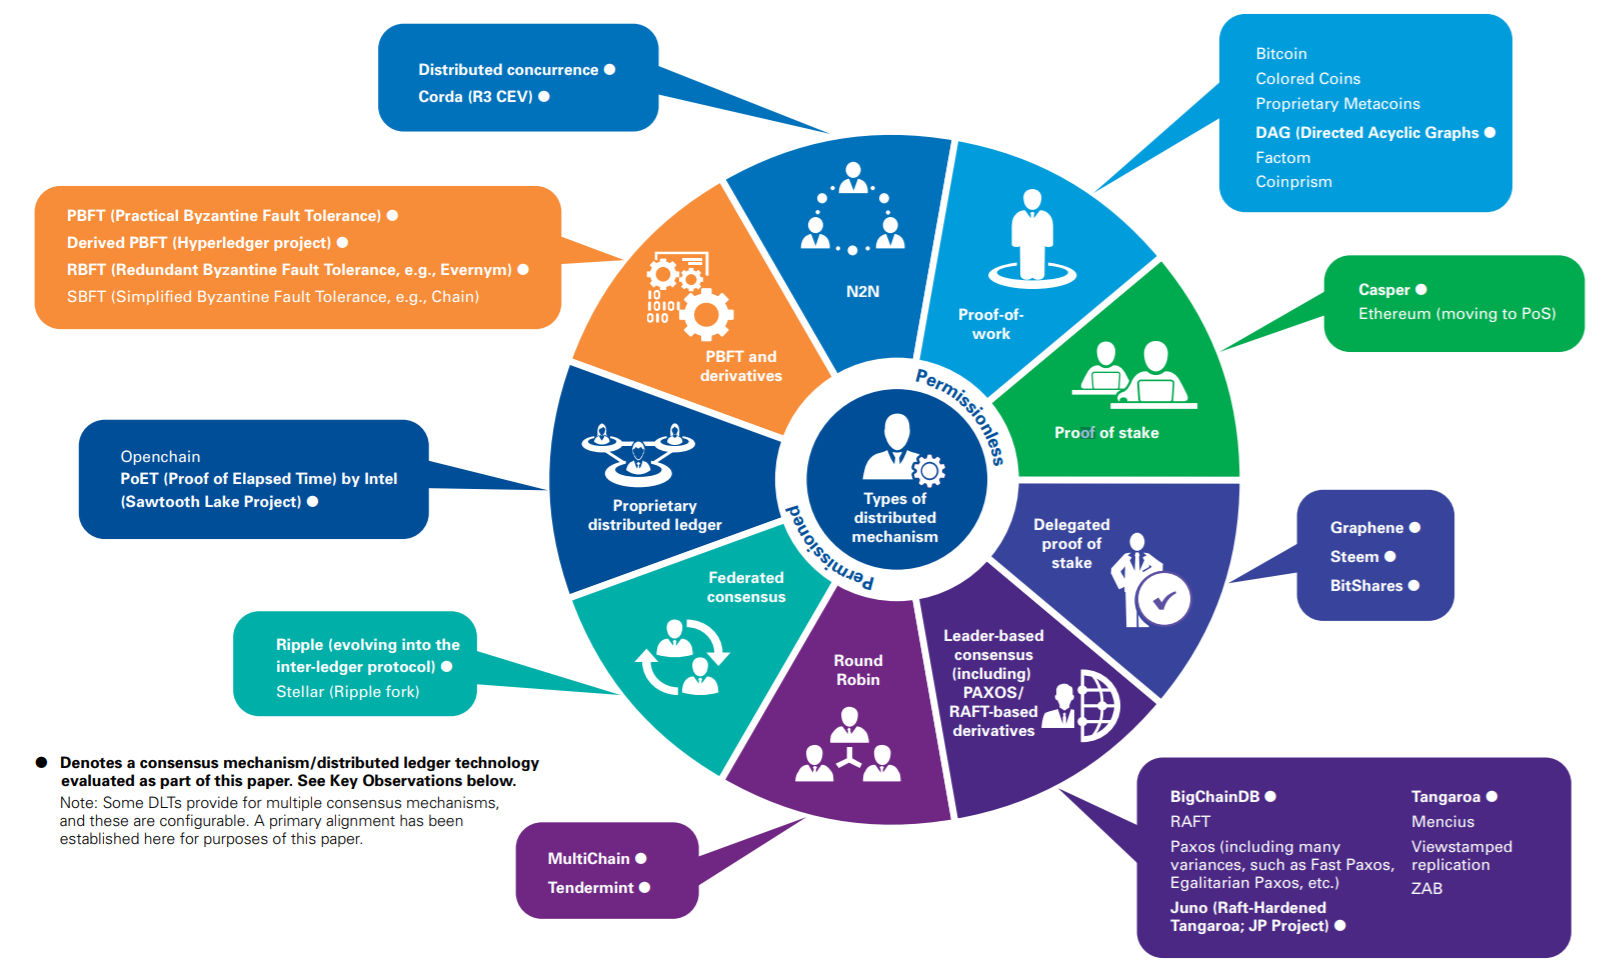 Distributed concurrence ●
Corda (R3 CEV) ●
Bitcoin
Colored Coins
Proprietary Metacoins
DAG (Directed Acyclic Graphs ●
Factom
Coinprism
PBFT (Practical Byzantine Fault Tolerance) ●
Derived PBFT (Hyperledger project) ●
RBFT (Redundant Byzantine Fault Tolerance, e.g., Evernym) ●
SBFT (Simplified Byzantine Fault Tolerance, e.g., Chain)
Casper ●
Ethereum (moving to PoS)
Openchain
PoET (Proof of Elapsed Time) by Intel
(Sawtooth Lake Project) ●
Graphene ●
Steem ●
BitShares ●
Ripple (evolving into the
inter-ledger protocol) ●
Stellar (Ripple fork)
MultiChain ●
Tendermint ●
BigChainDB ●
RAFT
Paxos (including many
variances, such as Fast Paxos,
Egalitarian Paxos, etc.)
Juno (Raft-Hardened
Tangaroa; JP Project) ●
Tangaroa ●
Mencius
Viewstamped
replication
ZAB
N2N
Proof-of-
work
Proof of stake
Delegated
proof of
stake
Leader-based
consensus
(including)
PAXOS/
RAFT-based
derivatives
Round
Robin
Federated
consensus
Proprietary
distributed ledger
IO
IOIOI
OIO
PBFT and
derivatives
Permissionless
Permissioned
Types of
distributed
mechanism
● Denotes a consensus mechanism/distributed ledger technology
evaluated as part of this paper. See Key Observations below.
Note: Some DLTs provide for multiple consensus mechanisms,
and these are configurable. A primary alignment has been
established here for purposes of this paper.